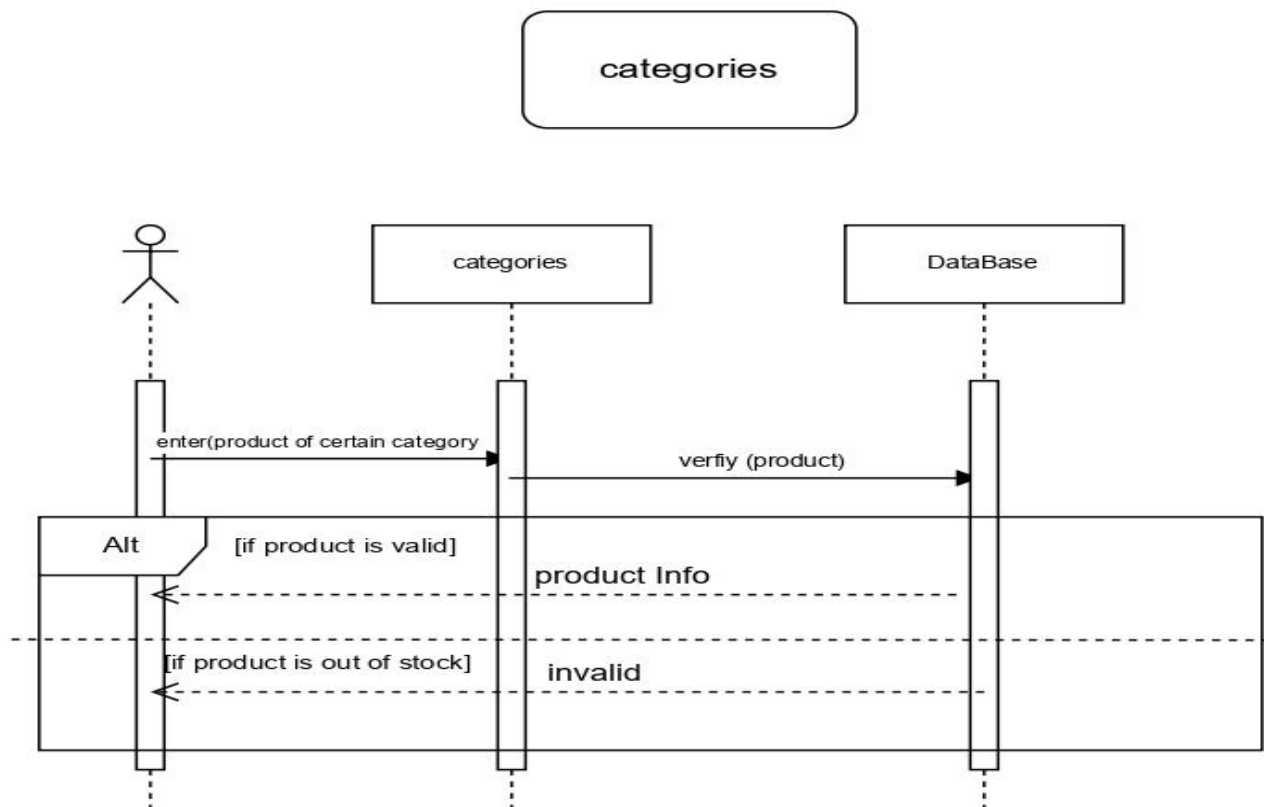 categories
categories
DataBase
enter(product of certain category
verfiy (product)
Alt
[if product is valid]
product Info
[if product is out of stock]
invalid